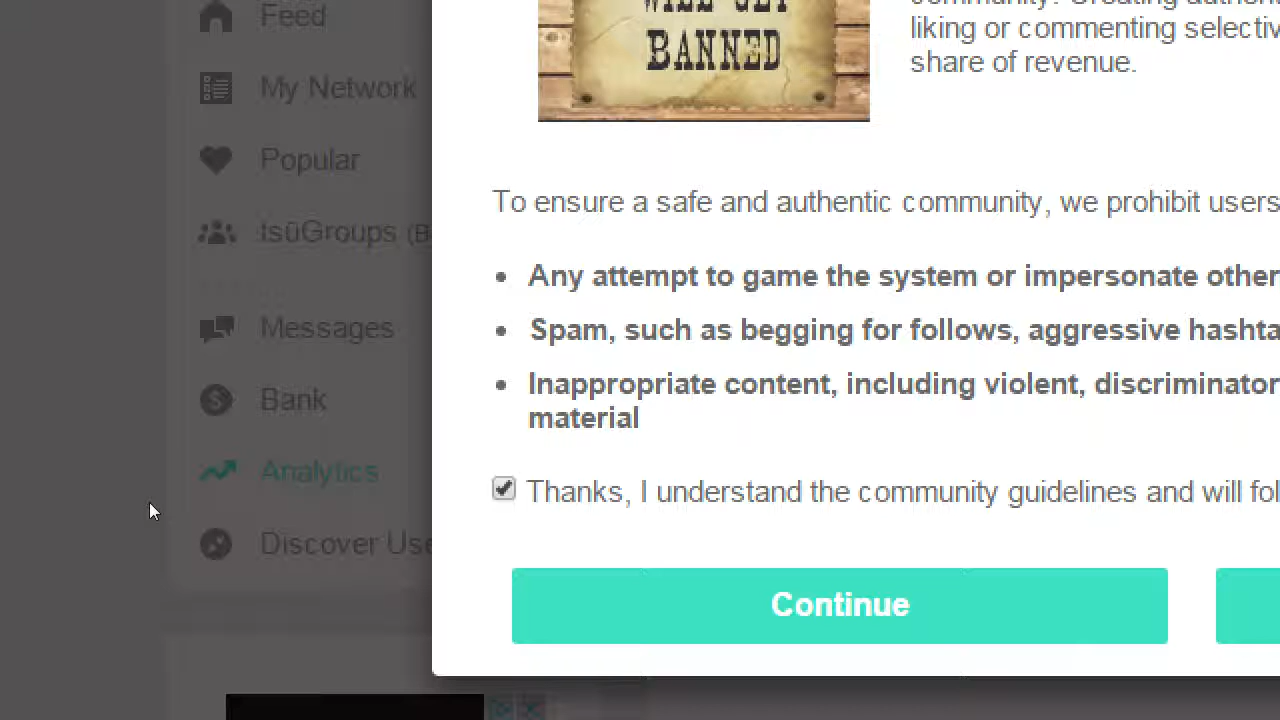 Feed
My Network
Popular
isūGroups (B
Messages
Bank
Analytics
Discover Use
WILL GET
BANNED
liking or commenting selectiv
share of revenue.
To ensure a safe and authentic community, we prohibit users
• Any attempt to game the system or impersonate other
• Spam, such as begging for follows, aggressive hashta
• Inappropriate content, including violent, discriminator
material
Thanks, I understand the community guidelines and will fol
Continue